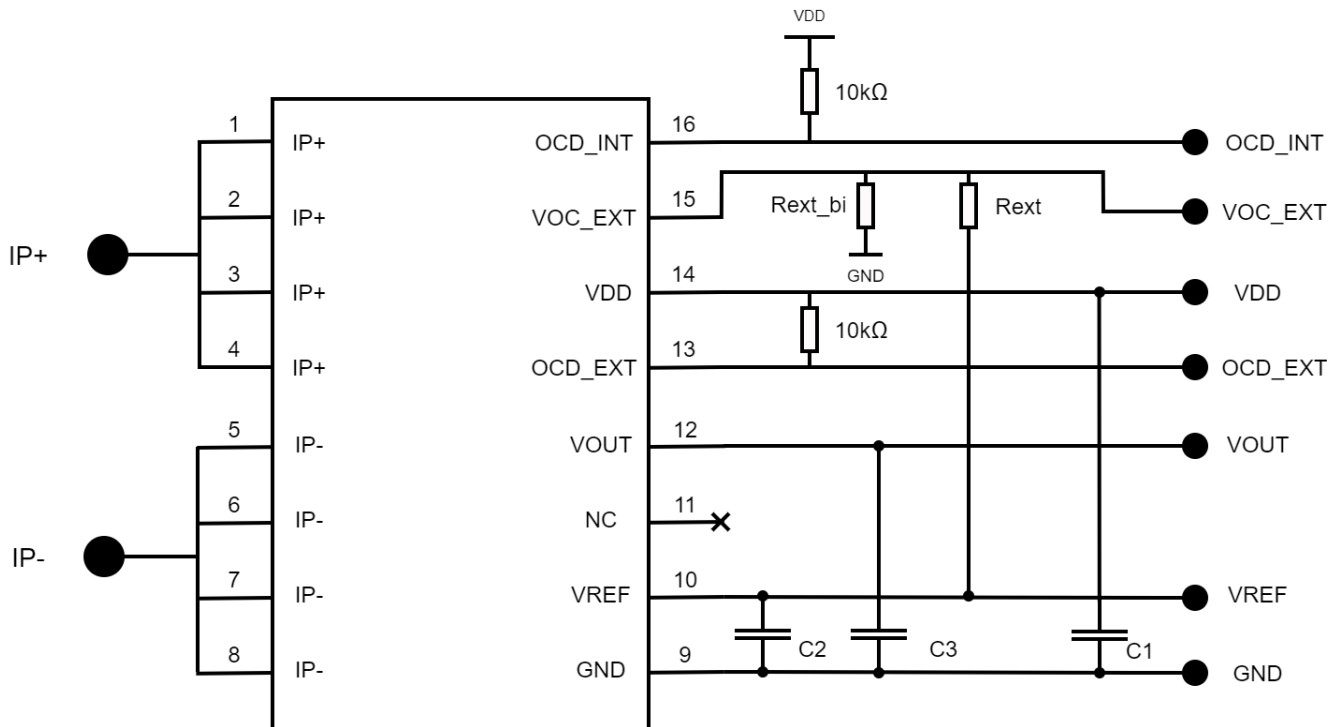 VDD
10kΩ
1 IP+ OCD_INT 16 OCD_INT
2 IP+ VOC_EXT 15 Rext_bi Rext VOC_EXT
IP+
GND
3 IP+ VDD 14 VDD
10kΩ
4 IP+ OCD_EXT 13 OCD_EXT
5 IP- VOUT 12 VOUT
6 IP- NC 11
IP-
7 IP- VREF 10 VREF
C2 C3 C1
8 IP- GND 9 GND